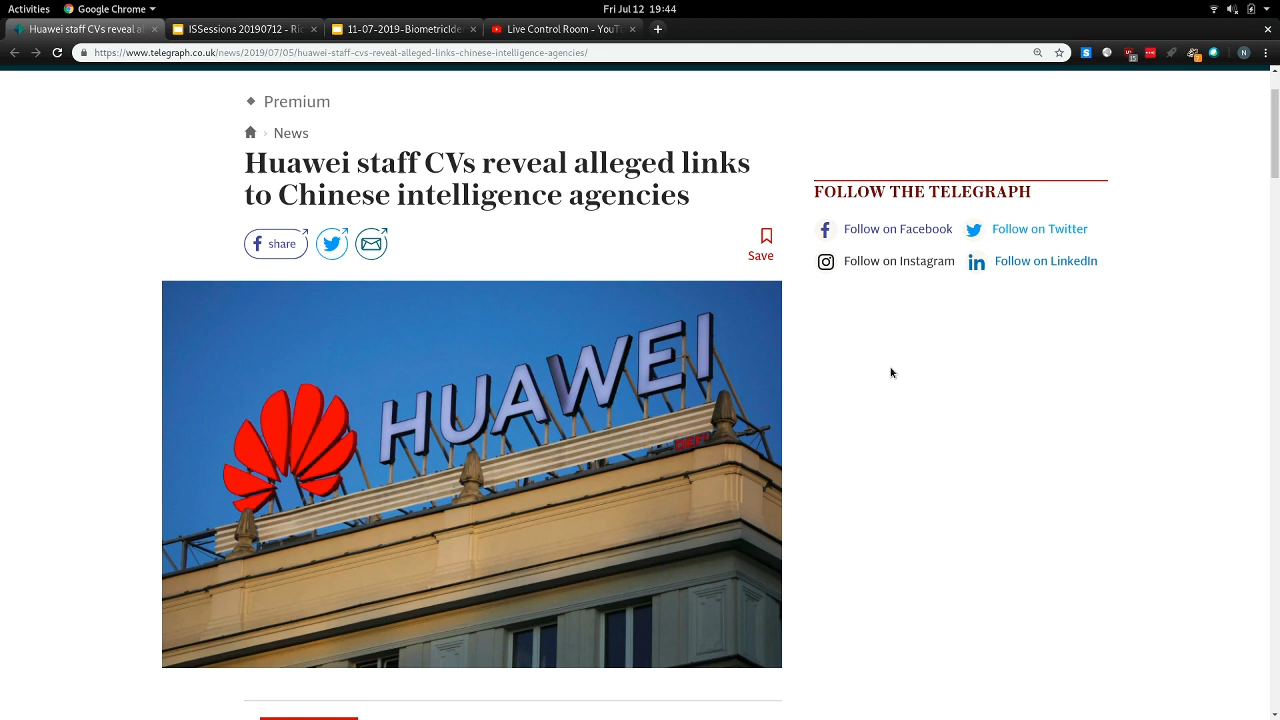 Activities Google Chrome Fri Jul 12 19:44
Huawei staff CVs reveal al ISSessions 20190712 - Ric 11-07-2019-BiometricIde Live Control Room - YouTu
https://www.telegraph.co.uk/news/2019/07/05/huawei-staff-cvs-reveal-alleged-links-chinese-intelligence-agencies/
Premium
News
Huawei staff CVs reveal alleged links
to Chinese intelligence agencies
share
Save
FOLLOW THE TELEGRAPH
Follow on Facebook Follow on Twitter
Follow on Instagram Follow on LinkedIn
HUAWEI